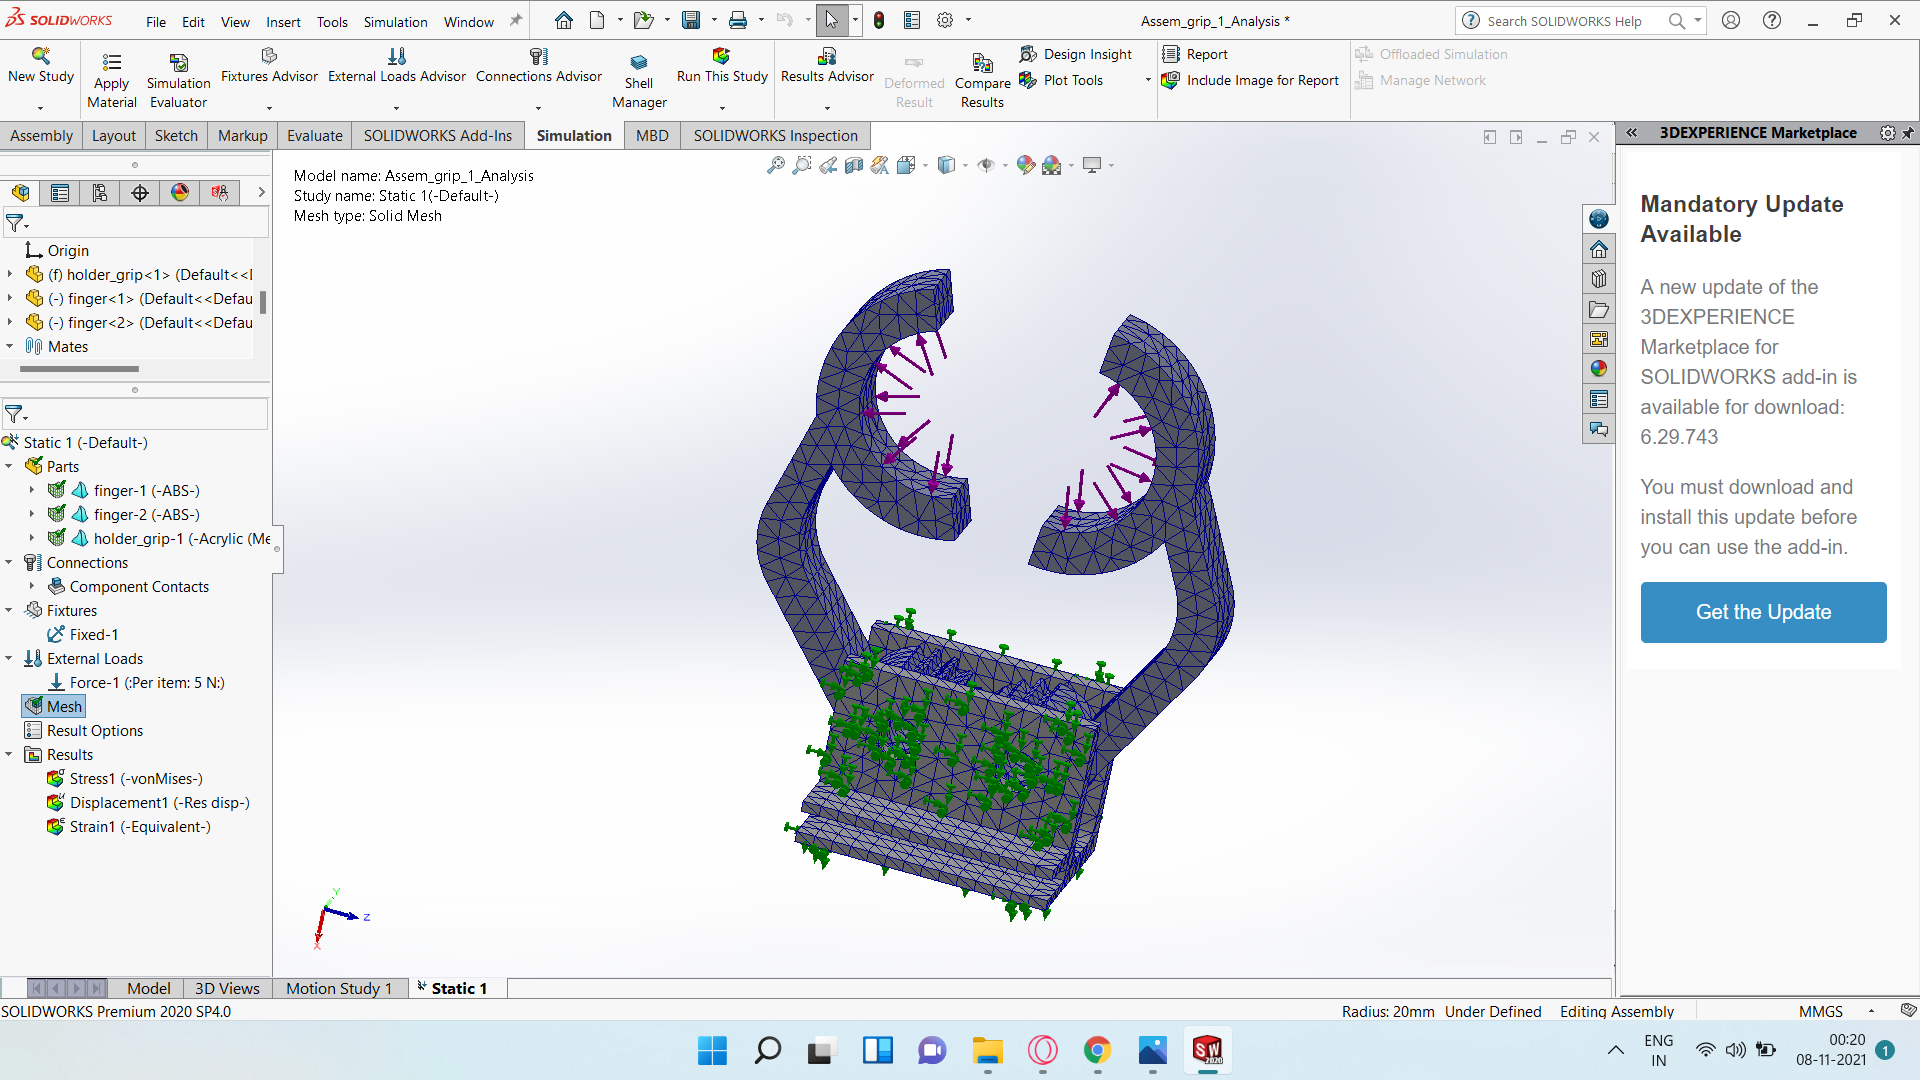 SOLIDWORKS File Edit View Insert Tools Simulation Window Assem_grip_1_Analysis * Search SOLIDWORKS Help
New Study
Apply Material
Simulation Evaluator
Fixtures Advisor
External Loads Advisor
Connections Advisor
Shell Manager
Run This Study
Results Advisor
Deformed Result
Compare Results
Design Insight
Plot Tools
Report
Include Image for Report
Offloaded Simulation
Manage Network
Assembly Layout Sketch Markup Evaluate SOLIDWORKS Add-Ins Simulation MBD SOLIDWORKS Inspection
Origin
(f) holder_grip<1> (Default<<
(-) finger<1> (Default<<Defau
(-) finger<2> (Default<<Defau
Mates
Static 1 (-Default-)
Parts
finger-1 (-ABS-)
finger-2 (-ABS-)
holder_grip-1 (-Acrylic (Me
Connections
Component Contacts
Fixtures
Fixed-1
External Loads
Force-1 (:Per item: 5 N:)
Mesh
Result Options
Results
Stress1 (-vonMises-)
Displacement1 (-Res disp-)
Strain1 (-Equivalent-)
Model name: Assem_grip_1_Analysis
Study name: Static 1(-Default-)
Mesh type: Solid Mesh
Y
Z
X
3DEXPERIENCE Marketplace
Mandatory Update
Available
A new update of the
3DEXPERIENCE
Marketplace for
SOLIDWORKS add-in is
available for download:
6.29.743
You must download and
install this update before
you can use the add-in.
Get the Update
Model 3D Views Motion Study 1 Static 1
SOLIDWORKS Premium 2020 SP4.0 Radius: 20mm Under Defined Editing Assembly MMGS
SW
2020
ENG
IN
00:20
08-11-2021
1